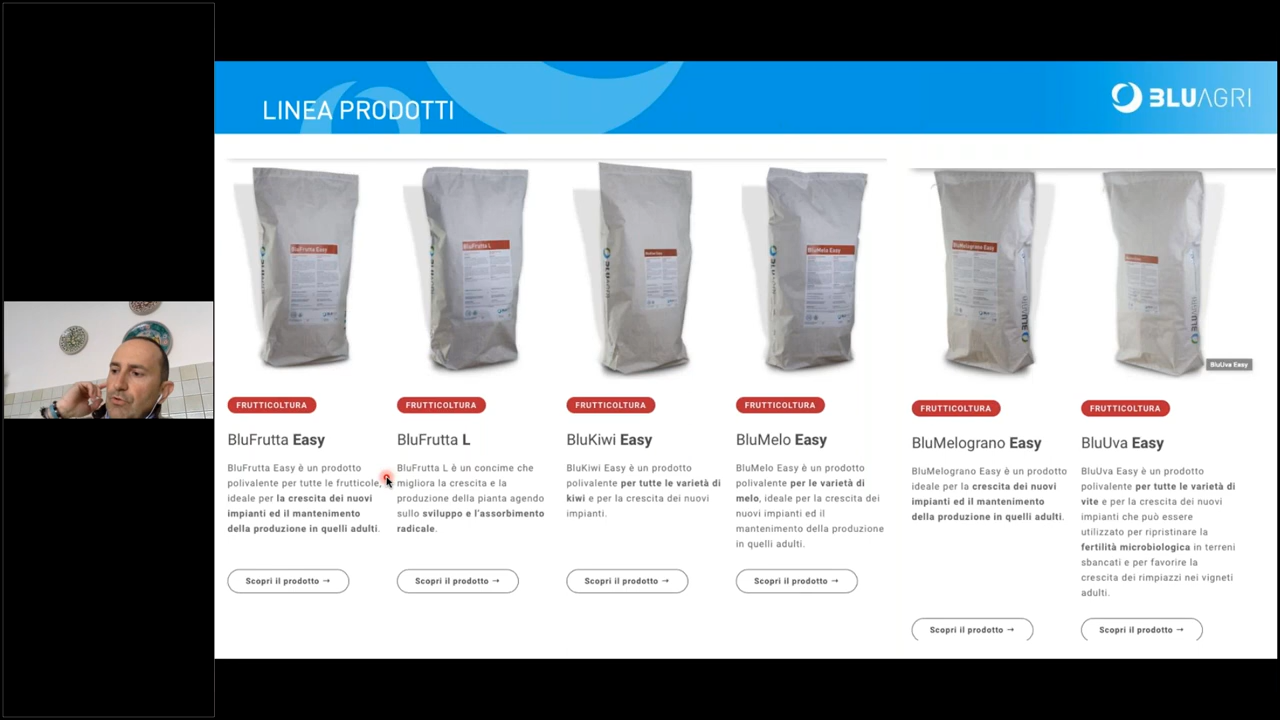 LINEA PRODOTTI
BLUAGRI
BluFrutta Easy
BluFrutta L
BluMelo Easy
BluMelograno Easy
BluUva Easy
FRUTTICOLTURA
BluFrutta Easy
BluFrutta Easy è un prodotto
polivalente per tutte le frutticole,
ideale per la crescita dei nuovi
impianti ed il mantenimento
della produzione in quelli adulti.
Scopri il prodotto →
FRUTTICOLTURA
BluFrutta L
BluFrutta L è un concime che
migliora la crescita e la
produzione della pianta agendo
sullo sviluppo e l'assorbimento
radicale.
Scopri il prodotto →
FRUTTICOLTURA
BluKiwi Easy
BluKiwi Easy è un prodotto
polivalente per tutte le varietà di
kiwi e per la crescita dei nuovi
impianti.
Scopri il prodotto →
FRUTTICOLTURA
BluMelo Easy
BluMelo Easy è un prodotto
polivalente per le varietà di
melo, ideale per la crescita dei
nuovi impianti ed il
mantenimento della produzione
in quelli adulti.
Scopri il prodotto →
FRUTTICOLTURA
BluMelograno Easy
BluMelograno Easy è un prodotto
ideale per la crescita dei nuovi
impianti ed il mantenimento
della produzione in quelli adulti.
Scopri il prodotto →
FRUTTICOLTURA
BluUva Easy
BluUva Easy è un prodotto
polivalente per tutte le varietà di
vite e per la crescita dei nuovi
impianti che può essere
utilizzato per ripristinare la
fertilità microbiologica in terreni
sbancati e per favorire la
crescita dei rimpiazzi nei vigneti
adulti.
Scopri il prodotto →